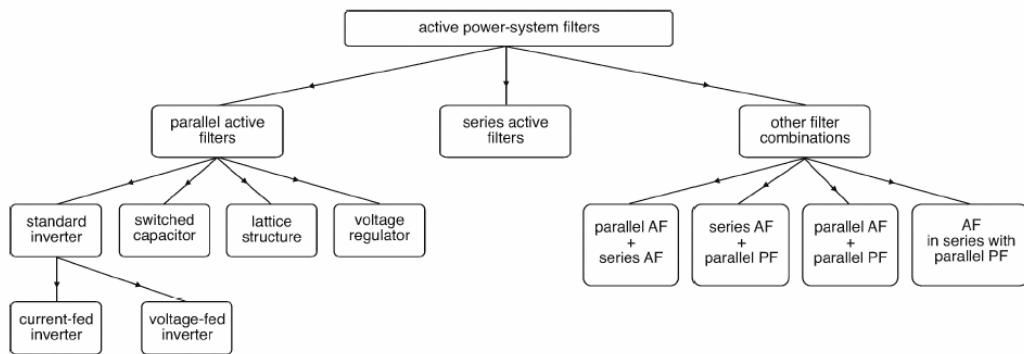 active power-system filters
parallel active
filters
series active
filters
other filter
combinations
standard
inverter
switched
capacitor
lattice
structure
voltage
regulator
parallel AF
+
series AF
series AF
+
parallel PF
parallel AF
+
parallel PF
AF
in series with
parallel PF
current-fed
inverter
voltage-fed
inverter